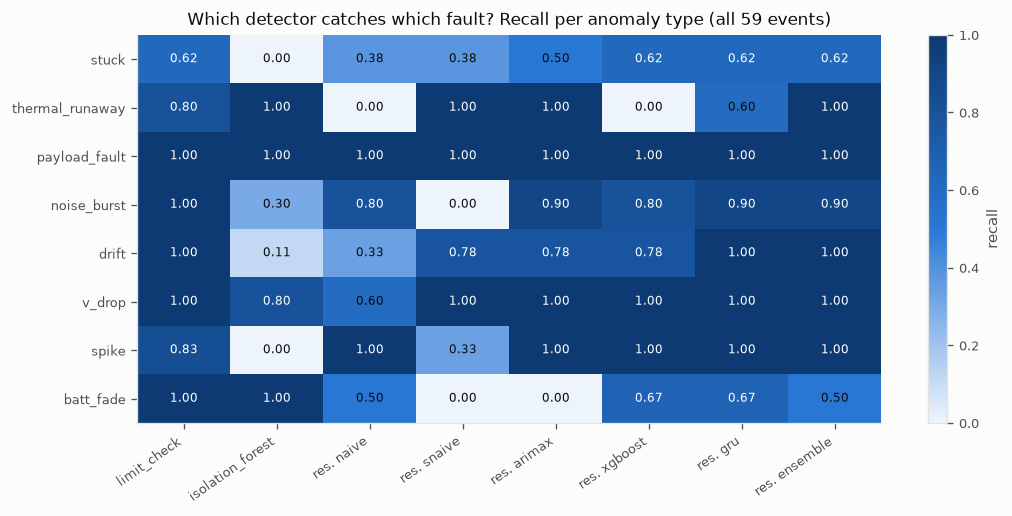 Which detector catches which fault? Recall per anomaly type (all 59 events)
stuck 0.62 0.00 0.38 0.38 0.50 0.62 0.62 0.62
thermal_runaway 0.80 1.00 0.00 1.00 1.00 0.00 0.60 1.00
payload_fault 1.00 1.00 1.00 1.00 1.00 1.00 1.00 1.00
noise_burst 1.00 0.30 0.80 0.00 0.90 0.80 0.90 0.90
drift 1.00 0.11 0.33 0.78 0.78 0.78 1.00 1.00
v_drop 1.00 0.80 0.60 1.00 1.00 1.00 1.00 1.00
spike 0.83 0.00 1.00 0.33 1.00 1.00 1.00 1.00
batt_fade 1.00 1.00 0.50 0.00 0.00 0.67 0.67 0.50
limit_check isolation_forest res. naive res. snaive res. arimax res. xgboost res. gru res. ensemble
1.0
0.8
0.6
0.4
0.2
0.0
recall